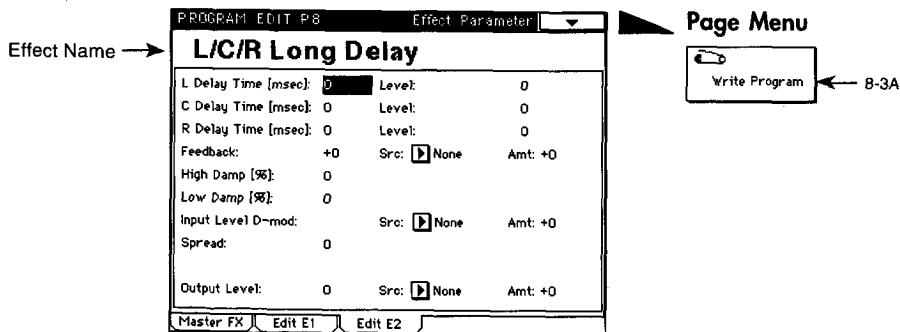 PROGRAM EDIT P8 Effect Parameter
Page Menu
Effect Name
L/C/R Long Delay
Write Program
8-3A
L Delay Time [msec]: 0 Level: 0
C Delay Time [msec]: 0 Level: 0
R Delay Time [msec]: 0 Level: 0
Feedback: +0 Src: None Amt: +0
High Damp [%]: 0
Low Damp [%]: 0
Input Level D-mod: Src: None Amt: +0
Spread: 0
Output Level: 0 Src: None Amt: +0
Master FX Edit E1 Edit E2